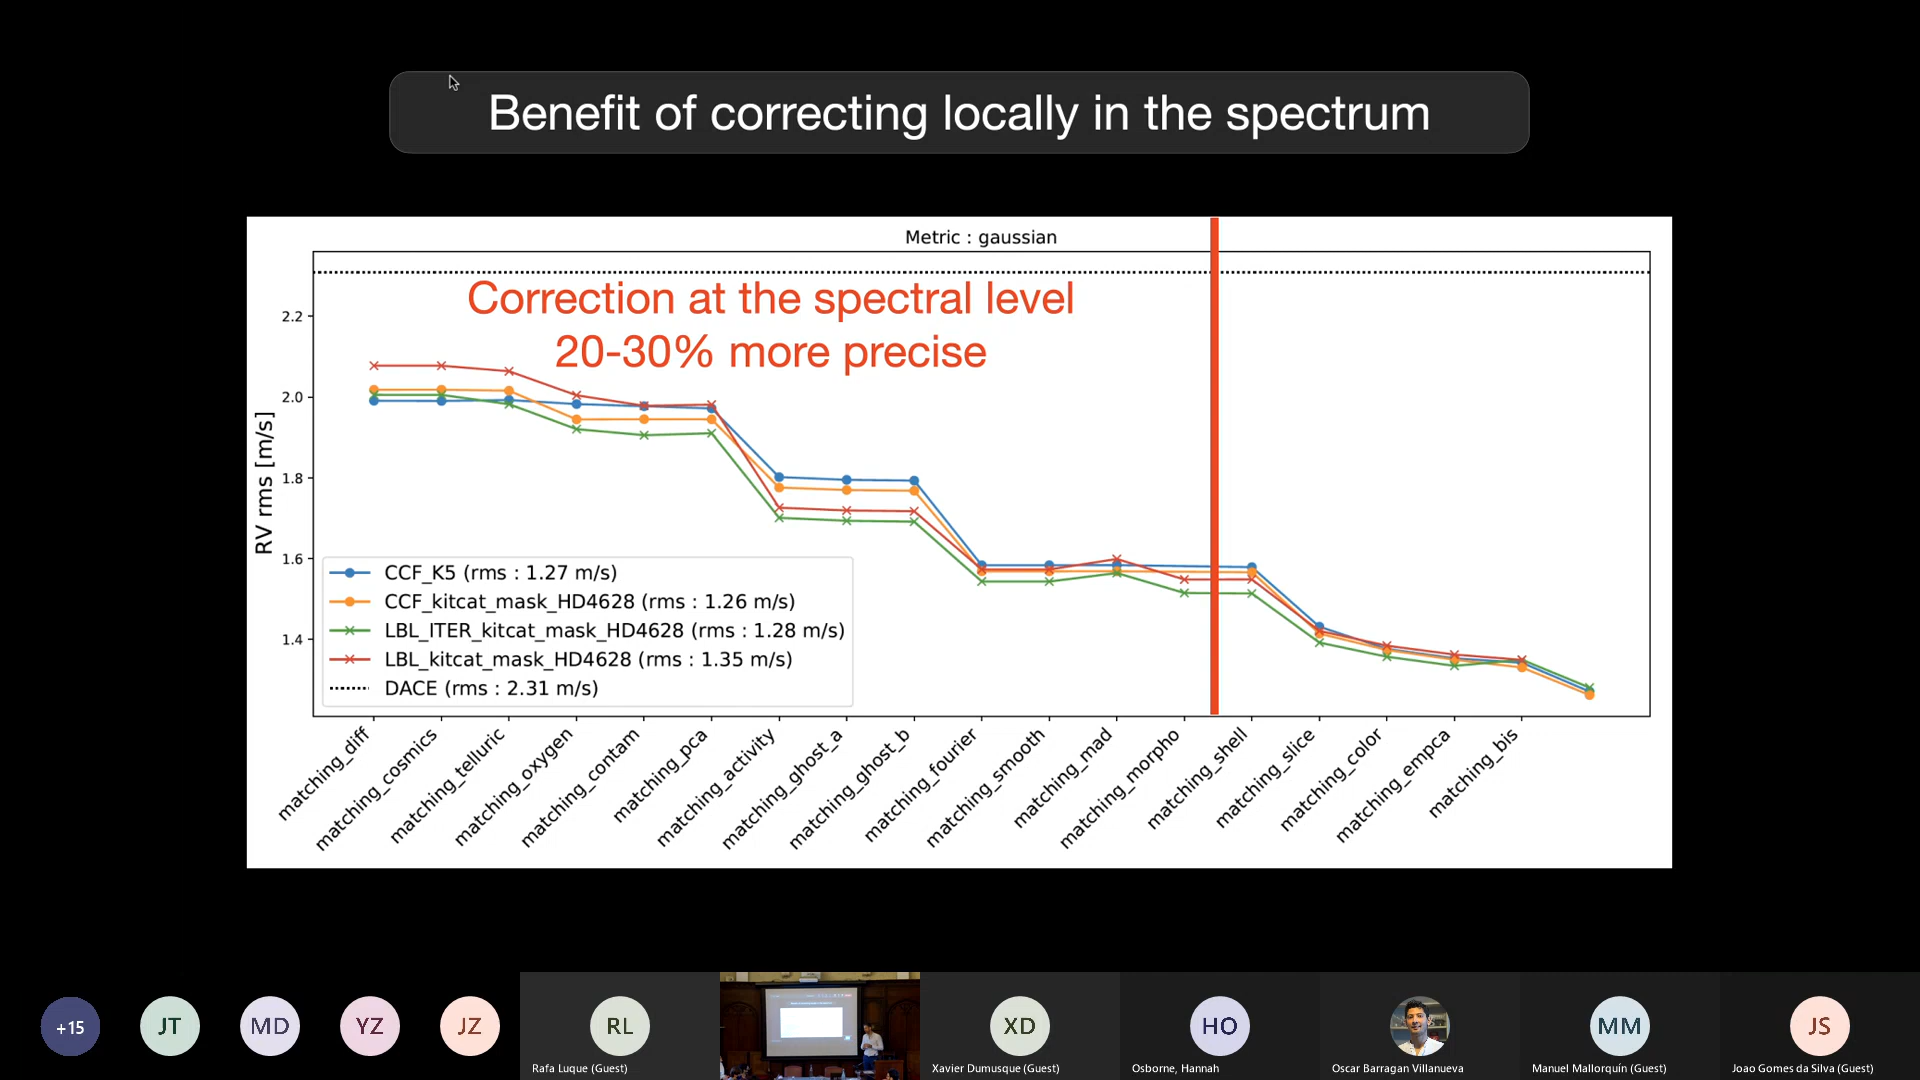 Benefit of correcting locally in the spectrum
Metric : gaussian
Correction at the spectral level
20-30% more precise
RV rms [m/s]
2.2
2.0
1.8
1.6
1.4
CCF_K5 (rms : 1.27 m/s)
CCF_kitcat_mask_HD4628 (rms : 1.26 m/s)
LBL_ITER_kitcat_mask_HD4628 (rms : 1.28 m/s)
LBL_kitcat_mask_HD4628 (rms : 1.35 m/s)
DACE (rms : 2.31 m/s)
matching_diff
matching_cosmics
matching_telluric
matching_oxygen
matching_contam
matching_pca
matching_activity
matching_ghost_a
matching_ghost_b
matching_fourier
matching_smooth
matching_mad
matching_morpho
matching_shell
matching_slice
matching_color
matching_empca
matching_bis
+15
JT
MD
YZ
JZ
RL
XD
HO
MM
JS
Rafa Luque (Guest)
Xavier Dumusque (Guest)
Osborne, Hannah
Oscar Barragan Villanueva
Manuel Mallorquín (Guest)
Joao Gomes da Silva (Guest)